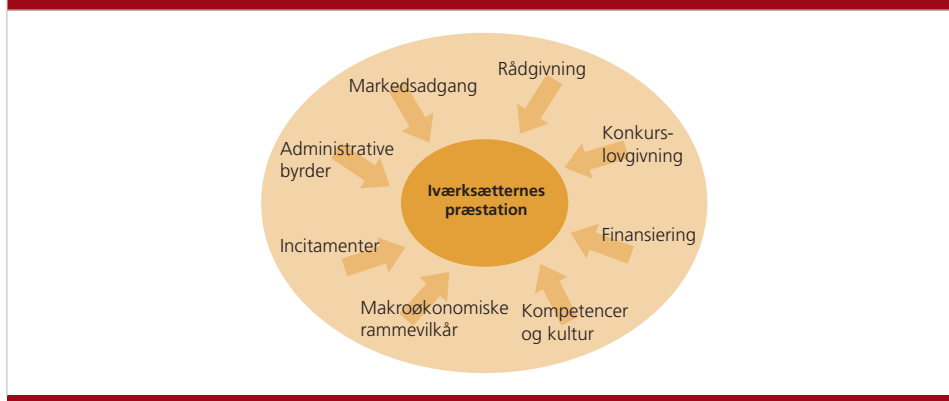 Rådgivning
Markedsadgang
Konkurs-
lovgivning
Administrative
byrder
Iværksætternes
præstation
Finansiering
Incitamenter
Makroøkonomiske
rammevilkår
Kompetencer
og kultur